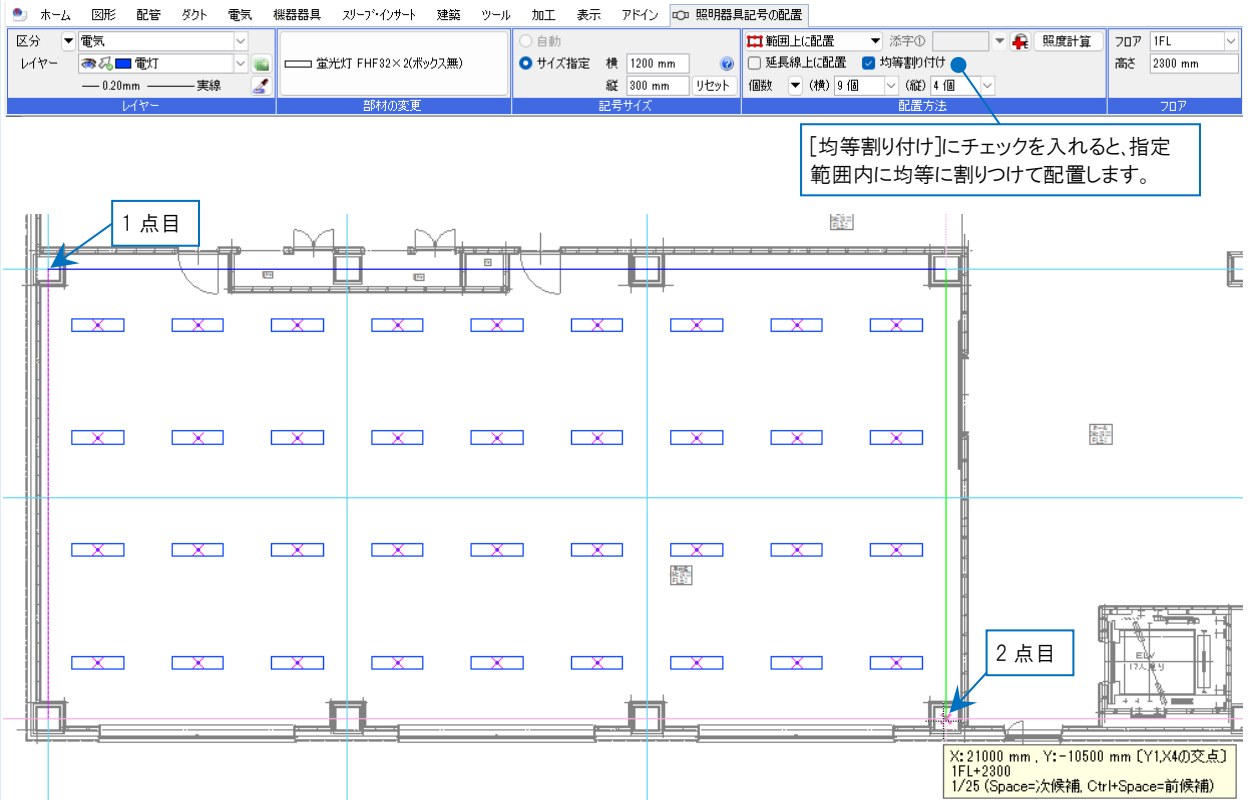 ホーム 図形 配管 ダクト 電気 機器器具 スリーブ・インサート 建築 ツール 加工 表示 アドイン 照明器具記号の配置
区分 電気
レイヤー 電灯
0.20mm 実線
レイヤー
蛍光灯 FHF32×2(ボックス無)
部材の変更
自動
サイズ指定 横 1200 mm
縦 300 mm リセット
記号サイズ
範囲上に配置 添字① 照度計算
延長線上に配置 均等割り付け
個数 (横) 9 個 (縦) 4 個
配置方法
フロア 1FL
高さ 2300 mm
フロア
[均等割り付け]にチェックを入れると、指定
範囲内に均等に割りつけて配置します。
1 点目
2 点目
ELV
17人乗り
X: 21000 mm , Y:-10500 mm [Y1,X4の交点]
1FL+2300
1/25 (Space=次候補, Ctrl+Space=前候補)